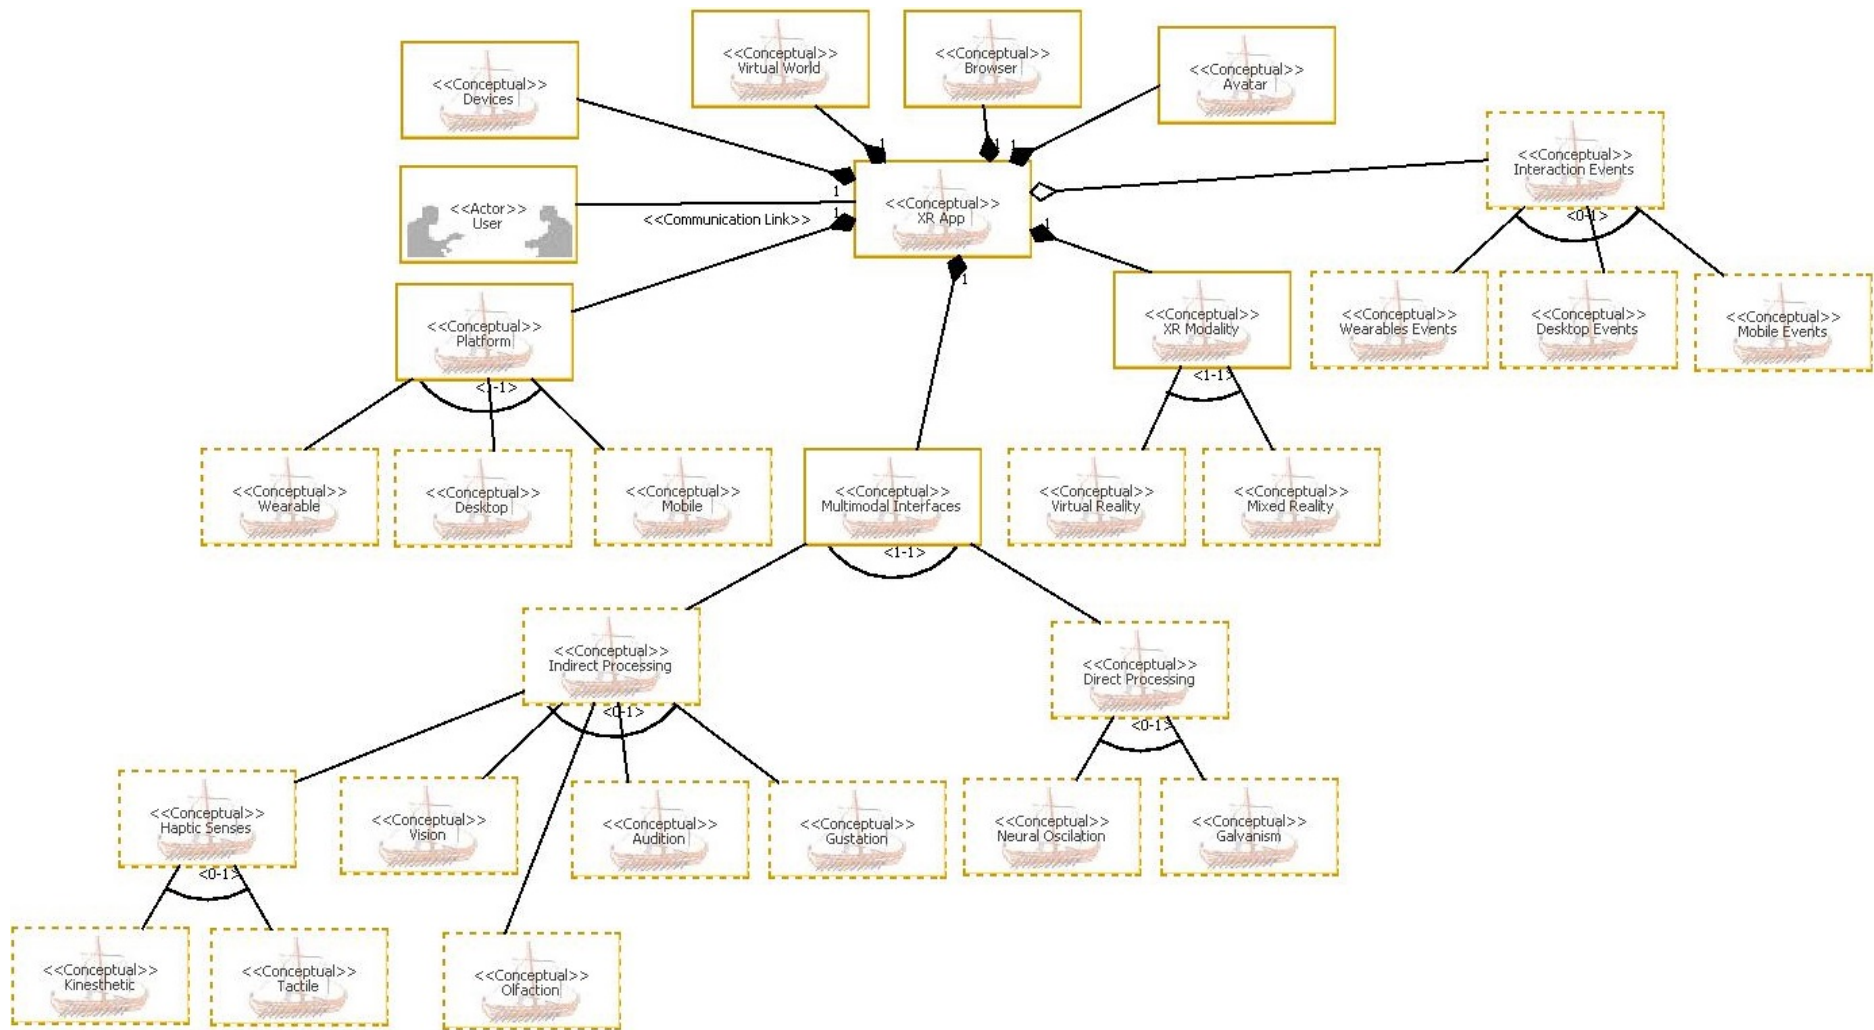 <<Conceptual>>
Virtual World
<<Conceptual>>
Browser
<<Conceptual>>
Devices
<<Conceptual>>
Avatar
<<Conceptual>>
Interaction Events
<0-1>
1
1
1
1
<<Actor>>
User
<<Communication Link>>
1
<<Conceptual>>
XR App
1
1
<<Conceptual>>
Platform
<1-1>
<<Conceptual>>
XR Modality
<1-1>
<<Conceptual>>
Wearables Events
<<Conceptual>>
Desktop Events
<<Conceptual>>
Mobile Events
<<Conceptual>>
Wearable
<<Conceptual>>
Desktop
<<Conceptual>>
Mobile
<<Conceptual>>
Multimodal Interfaces
<1-1>
<<Conceptual>>
Virtual Reality
<<Conceptual>>
Mixed Reality
<<Conceptual>>
Indirect Processing
<0-1>
<<Conceptual>>
Direct Processing
<0-1>
<<Conceptual>>
Haptic Senses
<0-1>
<<Conceptual>>
Vision
<<Conceptual>>
Audition
<<Conceptual>>
Gustation
<<Conceptual>>
Neural Oscilation
<<Conceptual>>
Galvanism
<<Conceptual>>
Kinesthetic
<<Conceptual>>
Tactile
<<Conceptual>>
Olfaction